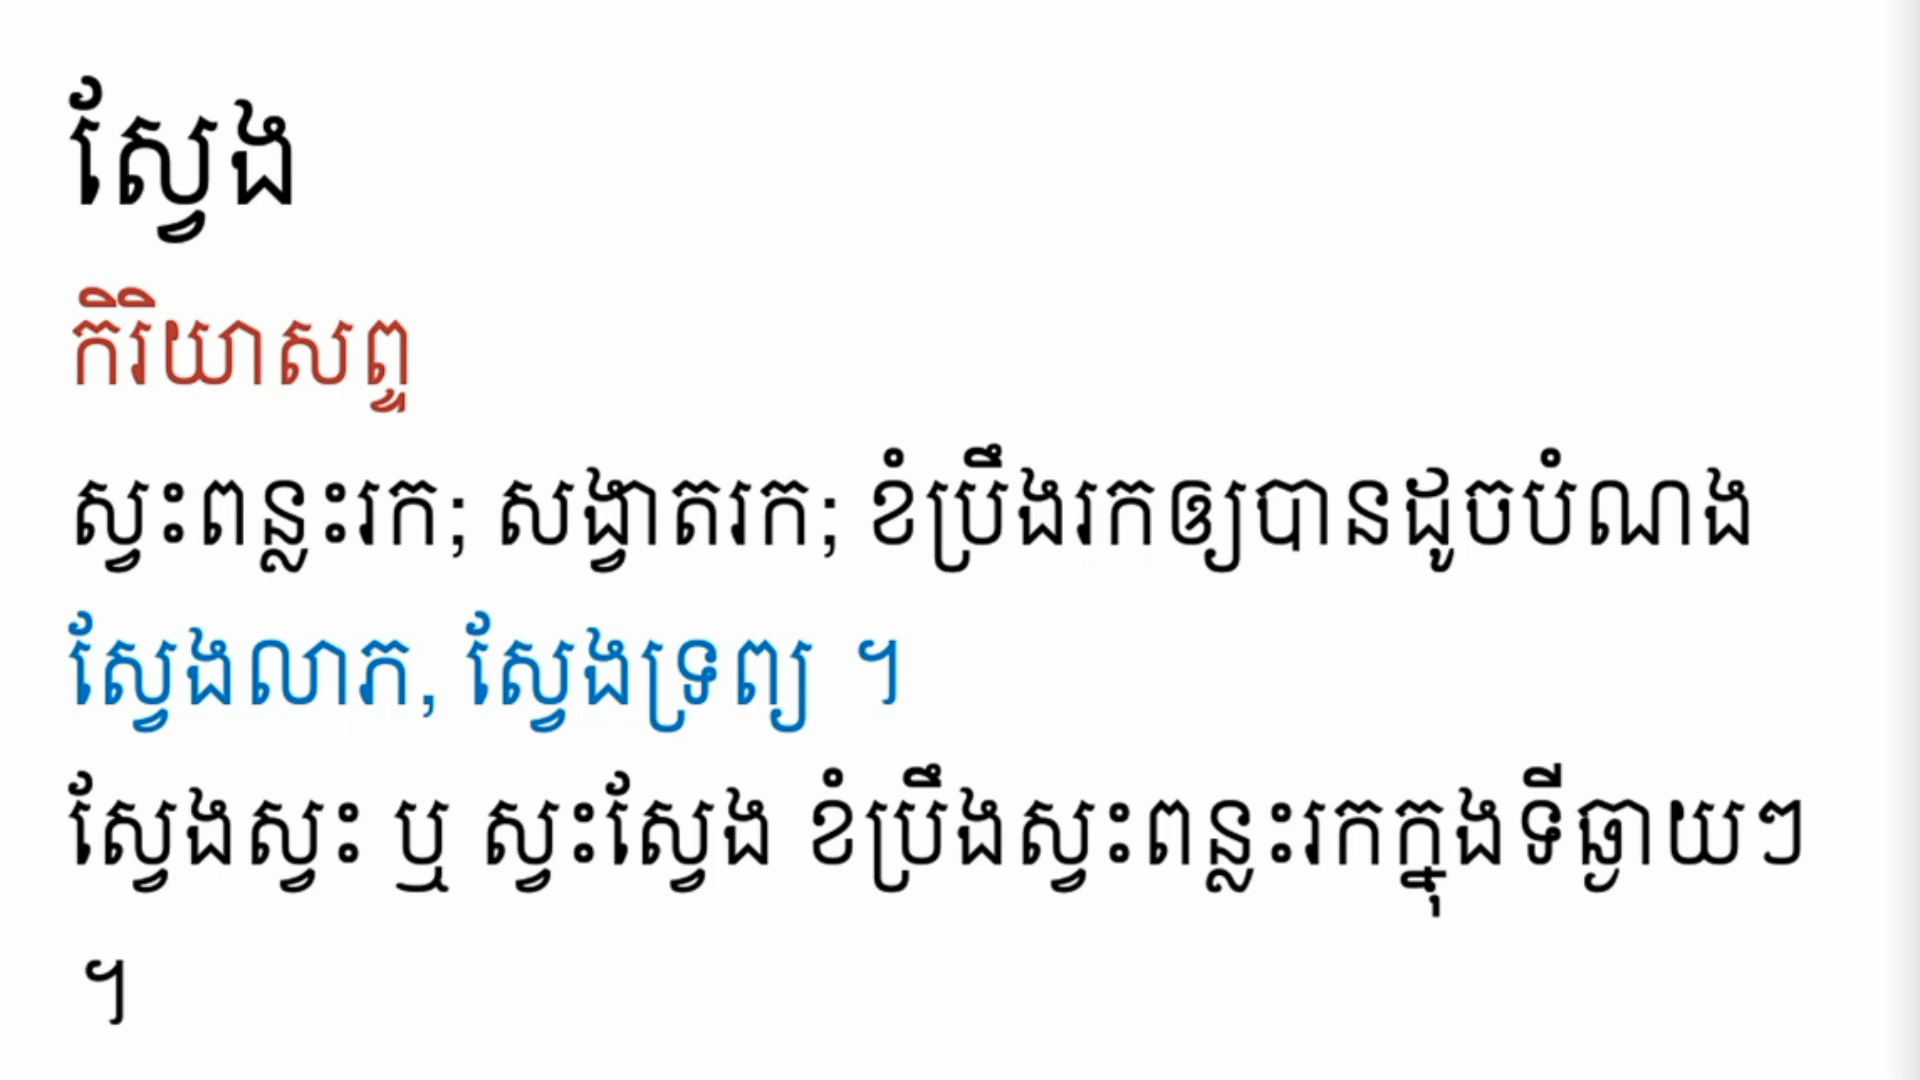 ស្វែង
កិរិយាសព្ទ
ស្វះពន្លះរក; សង្វាតរក; ខំប្រឹងរកឲ្យបានដូចបំណង
ស្វែងលាភ, ស្វែងទ្រព្យ ។
ស្វែងស្វះ ឬ ស្វះស្វែង ខំប្រឹងស្វះពន្លះរកក្នុងទីឆ្ងាយៗ
។